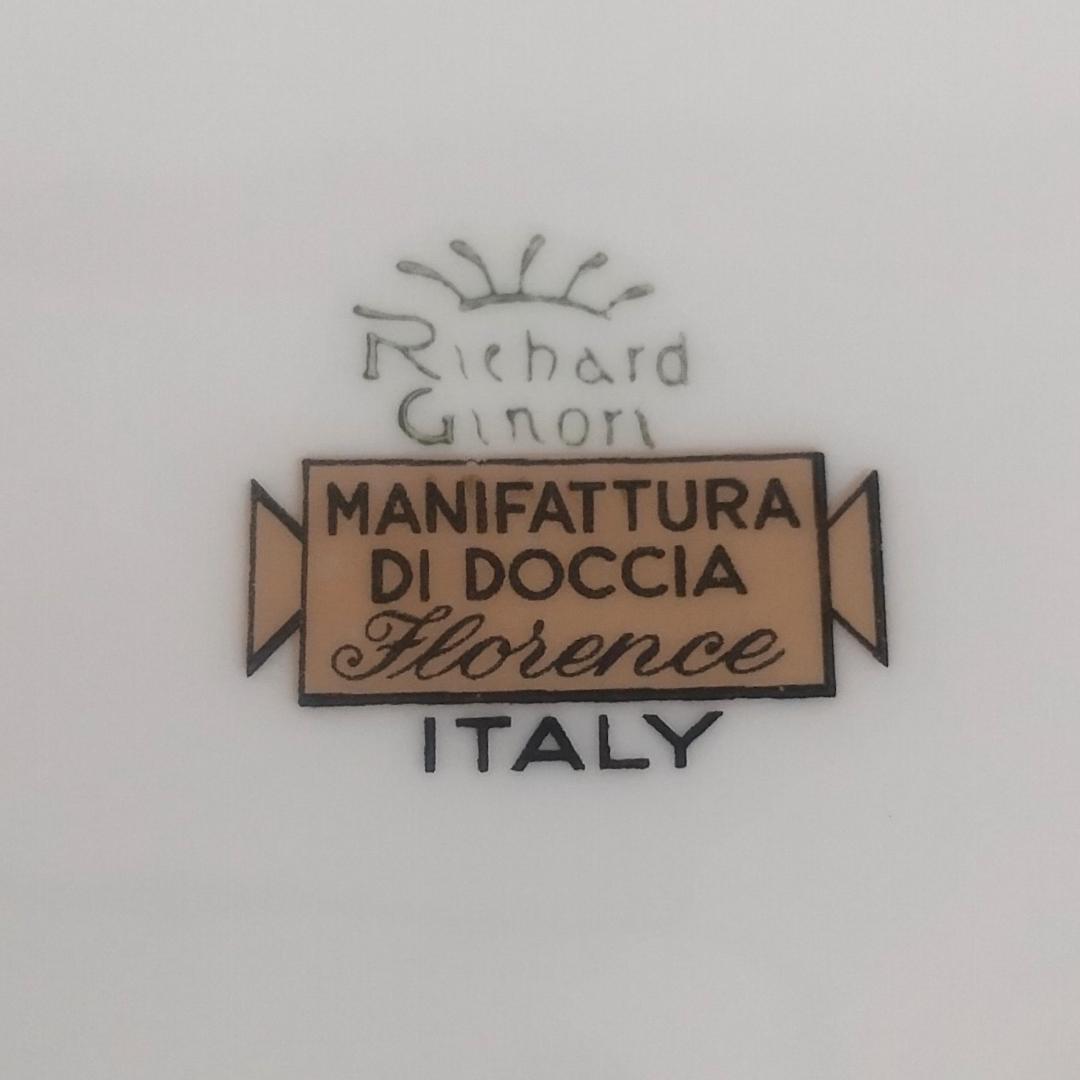 Richard
Ginori
MANIFATTURA
DI DOCCIA
Florence
ITALY